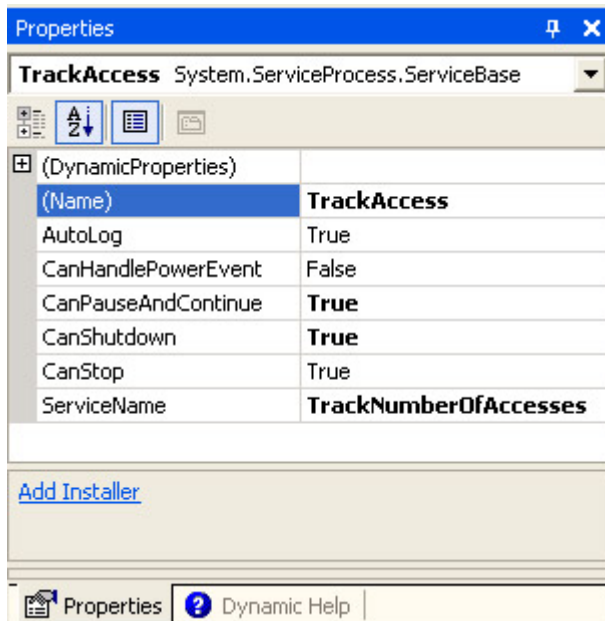 Properties
TrackAccess System.ServiceProcess.ServiceBase
(DynamicProperties)
(Name) TrackAccess
AutoLog True
CanHandlePowerEvent False
CanPauseAndContinue True
CanShutdown True
CanStop True
ServiceName TrackNumberOfAccesses
Add Installer
Properties Dynamic Help